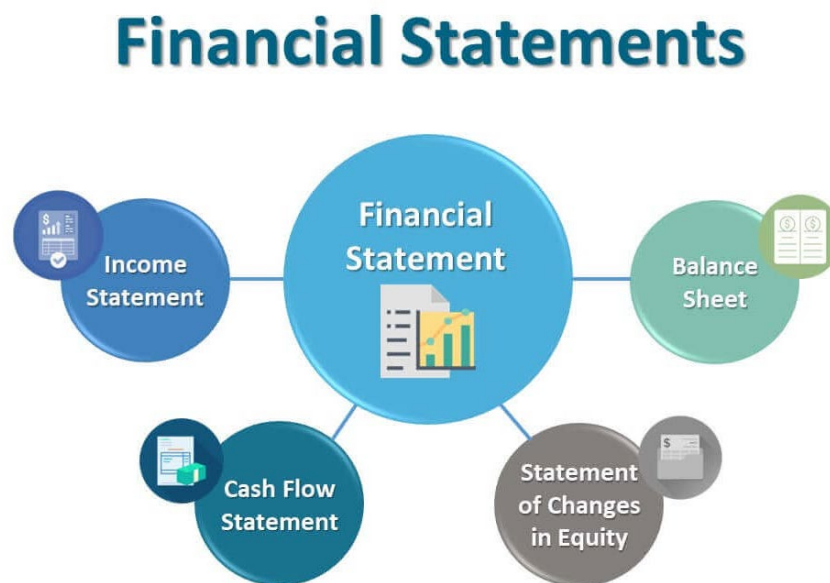 Financial Statements
Financial
Statement
Income
Statement
Balance
Sheet
Cash Flow
Statement
Statement
of Changes
in Equity